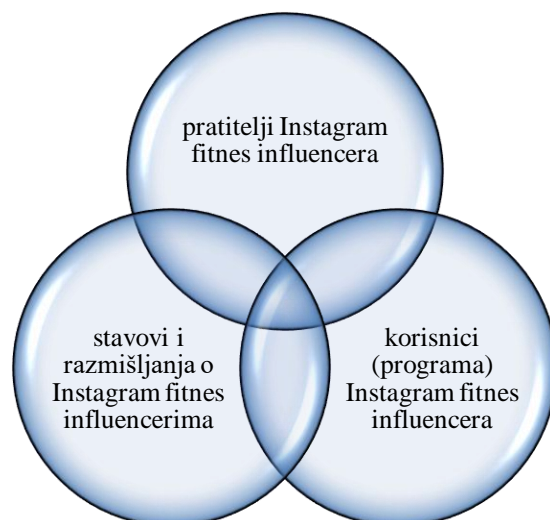 pratitelji Instagram
fitnes influencera
stavovi i
razmišljanja o
Instagram fitnes
influencerima
korisnici
(programa)
Instagram fitnes
influencera